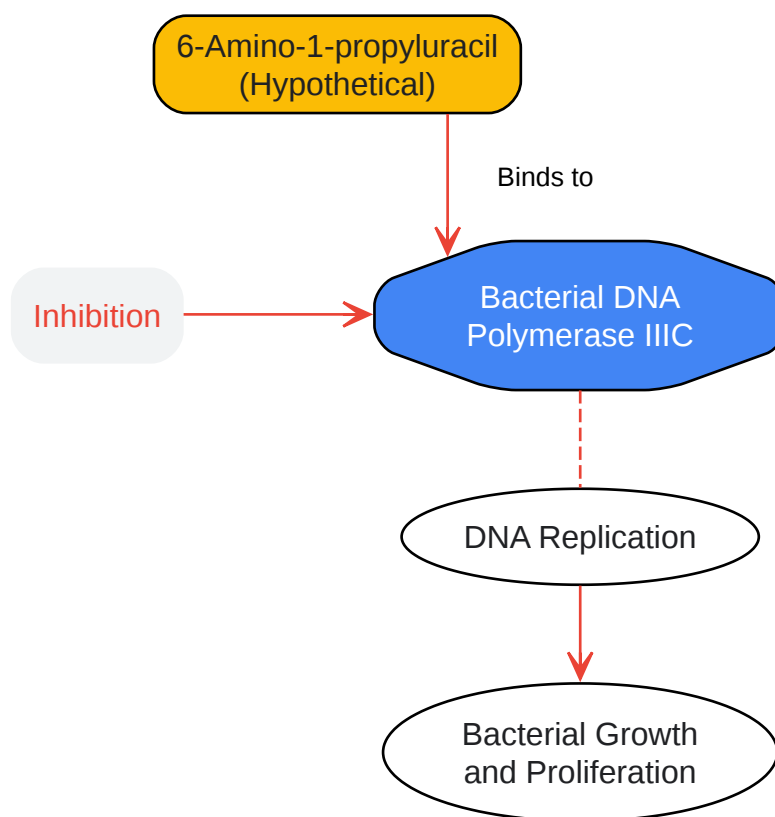 6-Amino-1-propyluracil
(Hypothetical)
Binds to
Inhibition
Bacterial DNA
Polymerase IIIC
DNA Replication
Bacterial Growth
and Proliferation